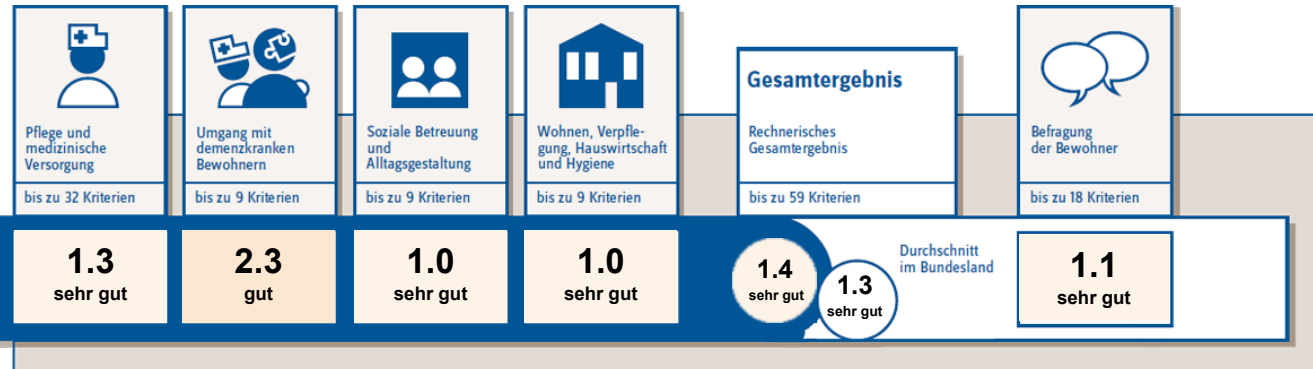 Pflege und
medizinische
Versorgung
bis zu 32 Kriterien
1.3
sehr gut
Umgang mit
demenzkranken
Bewohnern
bis zu 9 Kriterien
2.3
gut
Soziale Betreuung
und
Alltagsgestaltung
bis zu 9 Kriterien
1.0
sehr gut
Wohnen, Verpfle-
gung, Hauswirtschaft
und Hygiene
bis zu 9 Kriterien
1.0
sehr gut
Gesamtergebnis
Rechnerisches
Gesamtergebnis
bis zu 59 Kriterien
1.4
sehr gut
1.3
sehr gut
Durchschnitt
im Bundesland
Befragung
der Bewohner
bis zu 18 Kriterien
1.1
sehr gut